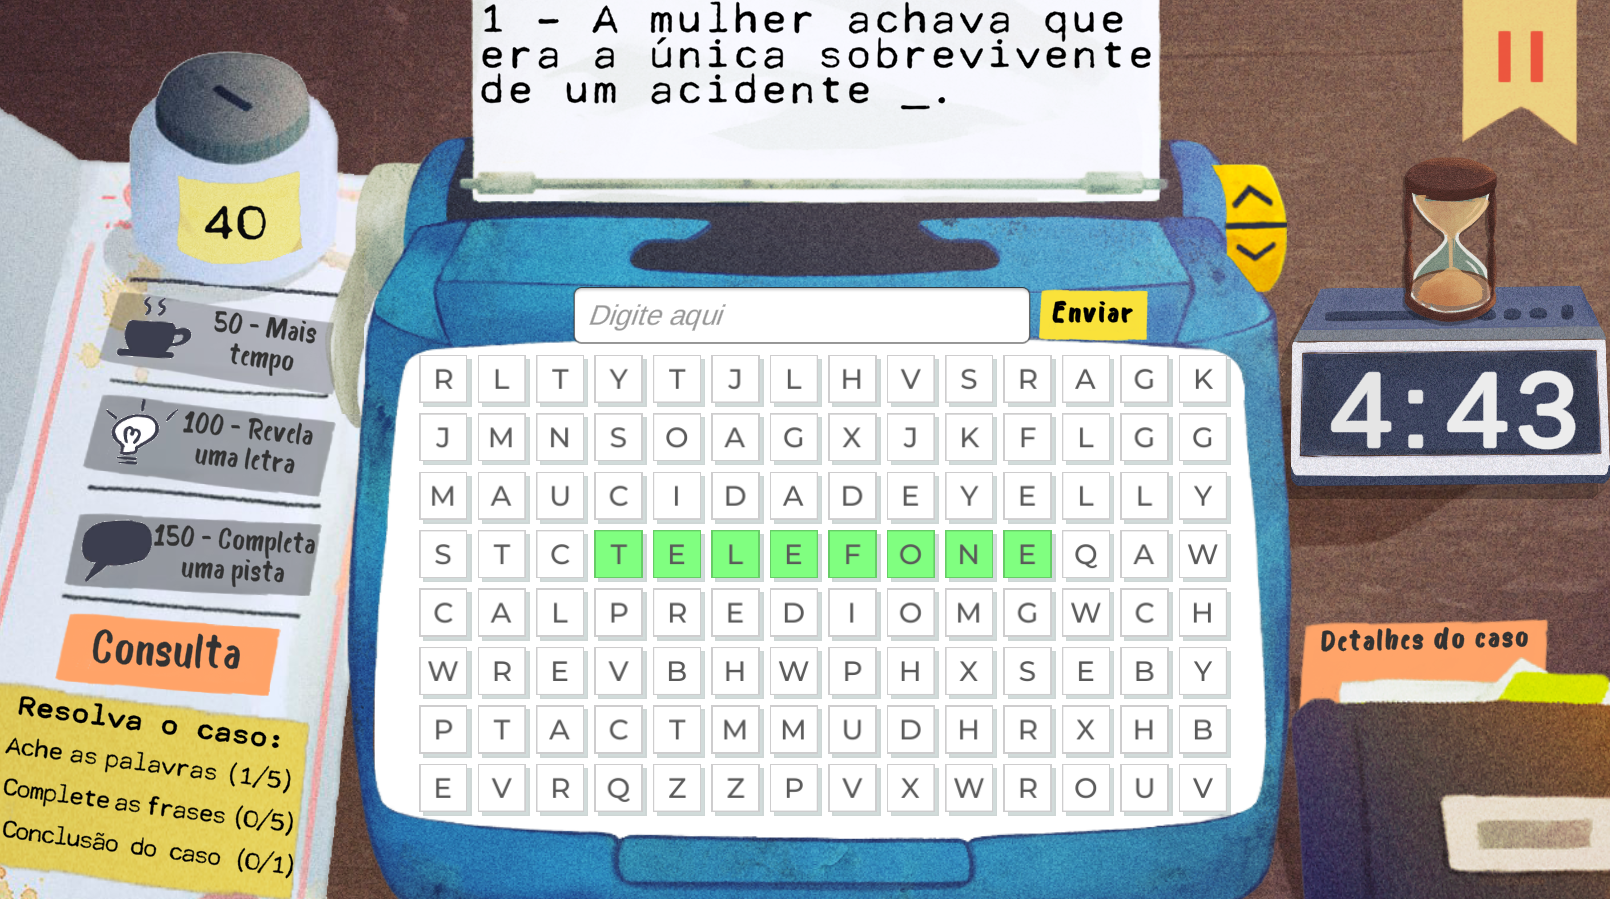 1 - A mulher achava que
era a única sobrevivente
de um acidente _.
40
50 - Mais
tempo
100 - Revela
uma letra
150 - Completa
uma pista
Consulta
Resolva o caso:
Ache as palavras (1/5)
Complete as frases (0/5)
Conclusão do caso (0/1)
Digite aqui
Enviar
R L T Y T J L H V S R A G K
J M N S O A G X J K F L G G
M A U C I D A D E Y E L L Y
S T C T E L E F O N E Q A W
C A L P R E D I O M G W C H
W R E V B H W P H X S E B Y
P T A C T M M U D H R X H B
E V R Q Z Z P V X W R O U V
4:43
Detalhes do caso